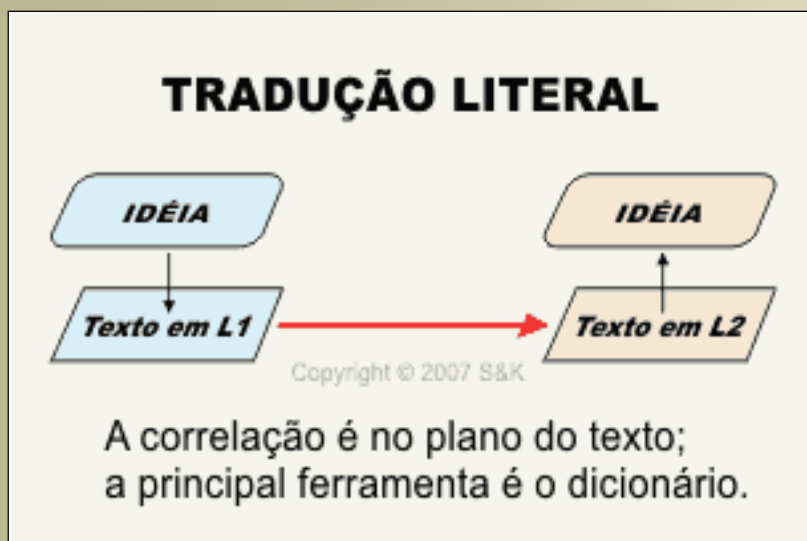 TRADUÇÃO LITERAL
IDÉIA
IDÉIA
Texto em L1
Texto em L2
Copyright © 2007 S&K
A correlação é no plano do texto;
a principal ferramenta é o dicionário.